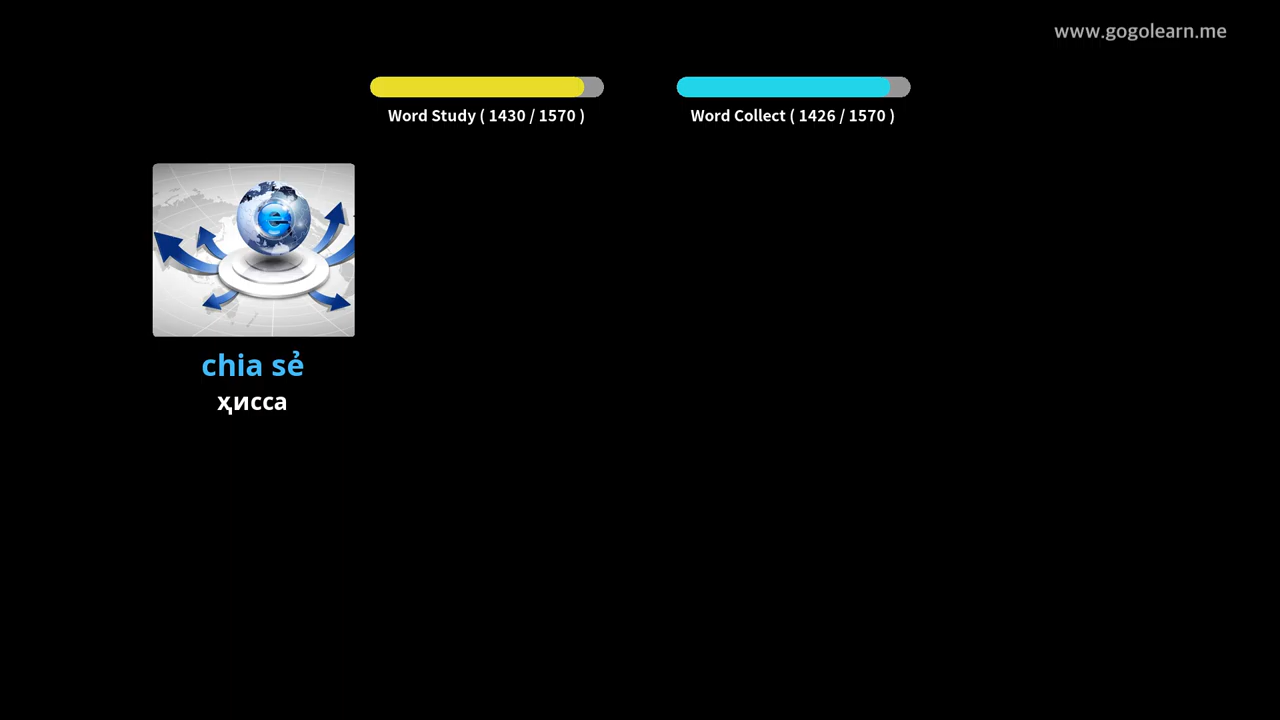 www.gogolearn.me
Word Study ( 1430 / 1570 )
Word Collect ( 1426 / 1570 )
e
chia sẻ
ҳисса